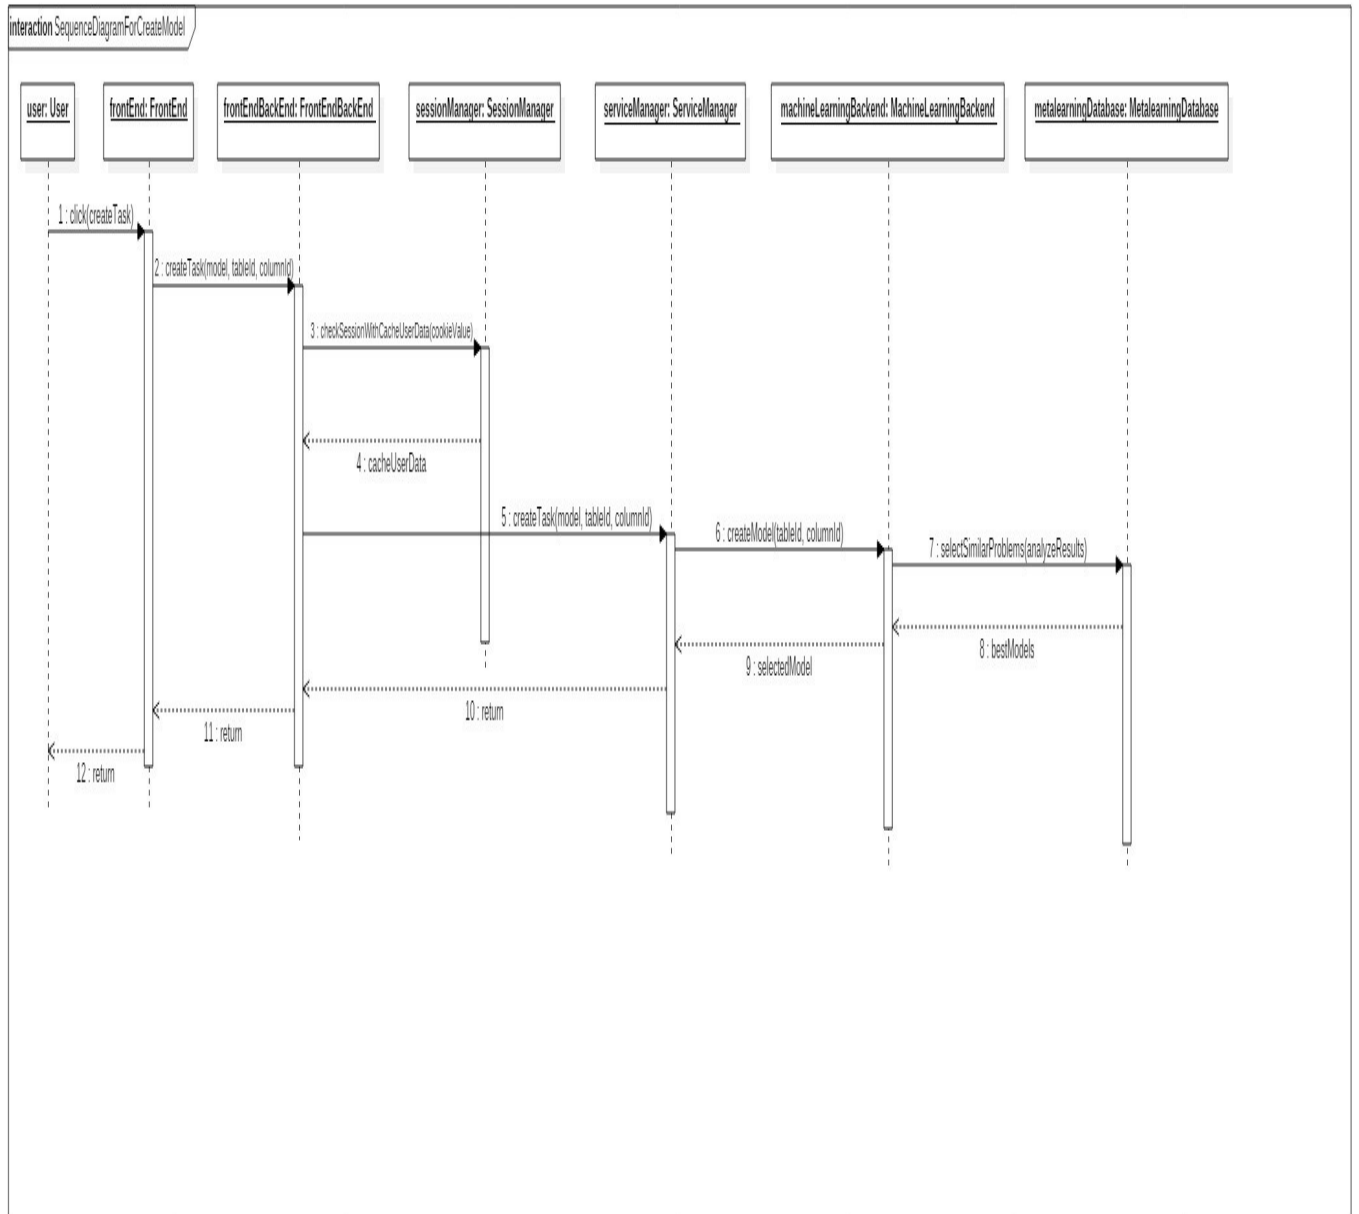 interaction SequenceDiagramForCreateModel
user: User
frontEnd: FrontEnd
frontEndBackEnd: FrontEndBackEnd
sessionManager: SessionManager
serviceManager: ServiceManager
machineLearningBackend: MachineLearningBackend
metalearningDatabase: MetalearningDatabase
1 : click(createTask)
2 : createTask(model, tableId, columnId)
3 : checkSessionWithCacheUserData(cookieValue)
4 : cacheUserData
5 : createTask(model, tableId, columnId)
6 : createModel(tableId, columnId)
7 : selectSimilarProblems(analyzeResults)
8 : bestModels
9 : selectedModel
10 : return
11 : return
12 : return